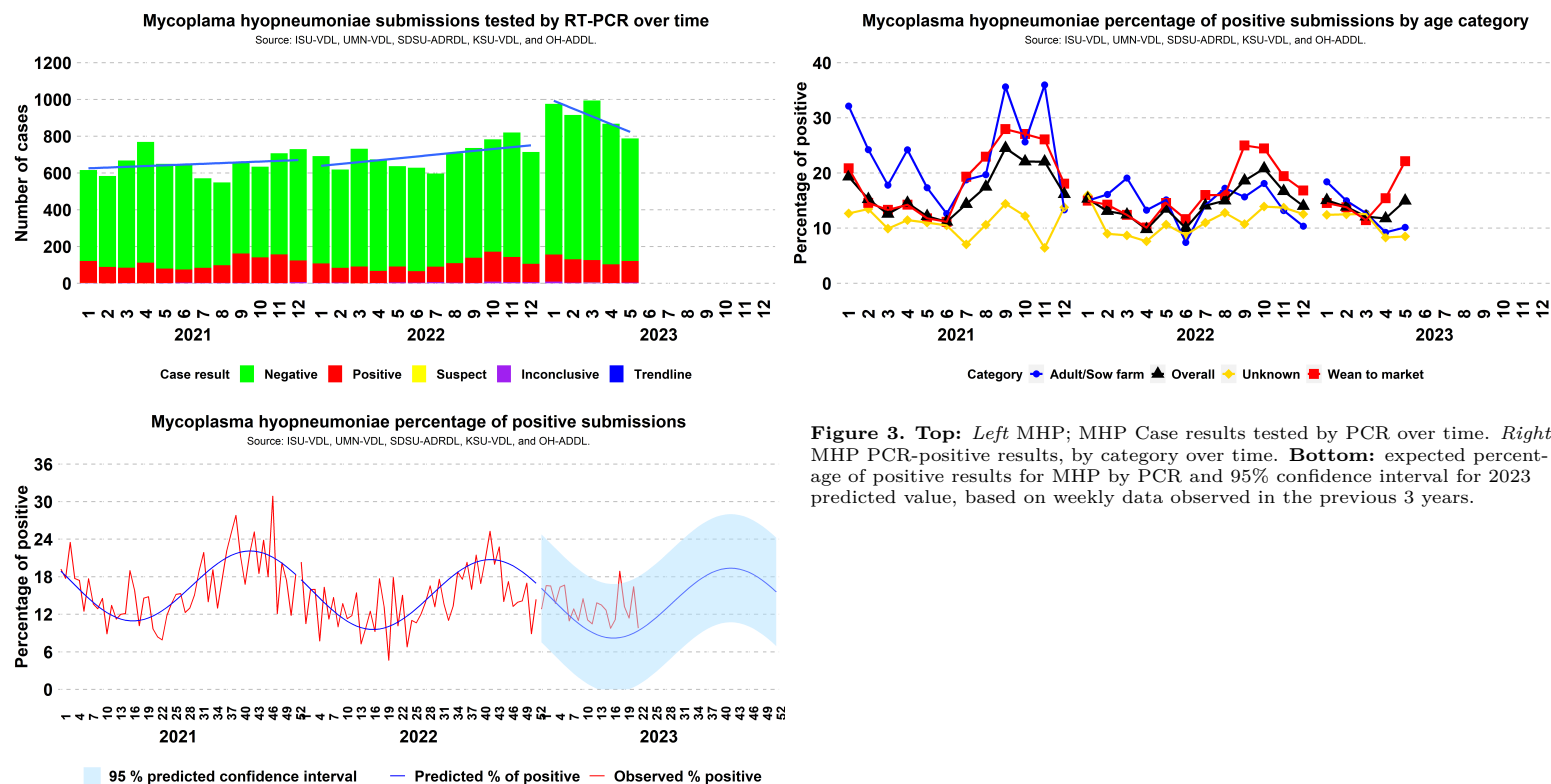 Mycoplama hyopneumoniae submissions tested by RT-PCR over time
Source: ISU-VDL, UMN-VDL, SDSU-ADRDL, KSU-VDL, and OH-ADDL.
Number of cases
1200
1000
800
600
400
200
0
1 2 3 4 5 6 7 8 9 10 11 12 1 2 3 4 5 6 7 8 9 10 11 12 1 2 3 4 5 6 7 8 9 10 11 12
2021 2022 2023
Case result Negative Positive Suspect Inconclusive Trendline
Mycoplasma hyopneumoniae percentage of positive submissions by age category
Source: ISU-VDL, UMN-VDL, SDSU-ADRDL, KSU-VDL, and OH-ADDL.
Percentage of positive
40
30
20
10
0
1 2 3 4 5 6 7 8 9 10 11 12 1 2 3 4 5 6 7 8 9 10 11 12 1 2 3 4 5 6 7 8 9 10 11 12
2021 2022 2023
Category Adult/Sow farm Overall Unknown Wean to market
Mycoplasma hyopneumoniae percentage of positive submissions
Source: ISU-VDL, UMN-VDL, SDSU-ADRDL, KSU-VDL, and OH-ADDL.
Percentage of positive
36
30
24
18
12
6
0
1 4 7 10 13 16 19 22 25 28 31 34 37 40 43 46 49 52 1 4 7 10 13 16 19 22 25 28 31 34 37 40 43 46 49 52 1 4 7 10 13 16 19 22 25 28 31 34 37 40 43 46 49 52
2021 2022 2023
95 % predicted confidence interval Predicted % of positive Observed % positive
Figure 3. Top: Left MHP; MHP Case results tested by PCR over time. Right
MHP PCR-positive results, by category over time. Bottom: expected percent-
age of positive results for MHP by PCR and 95% confidence interval for 2023
predicted value, based on weekly data observed in the previous 3 years.